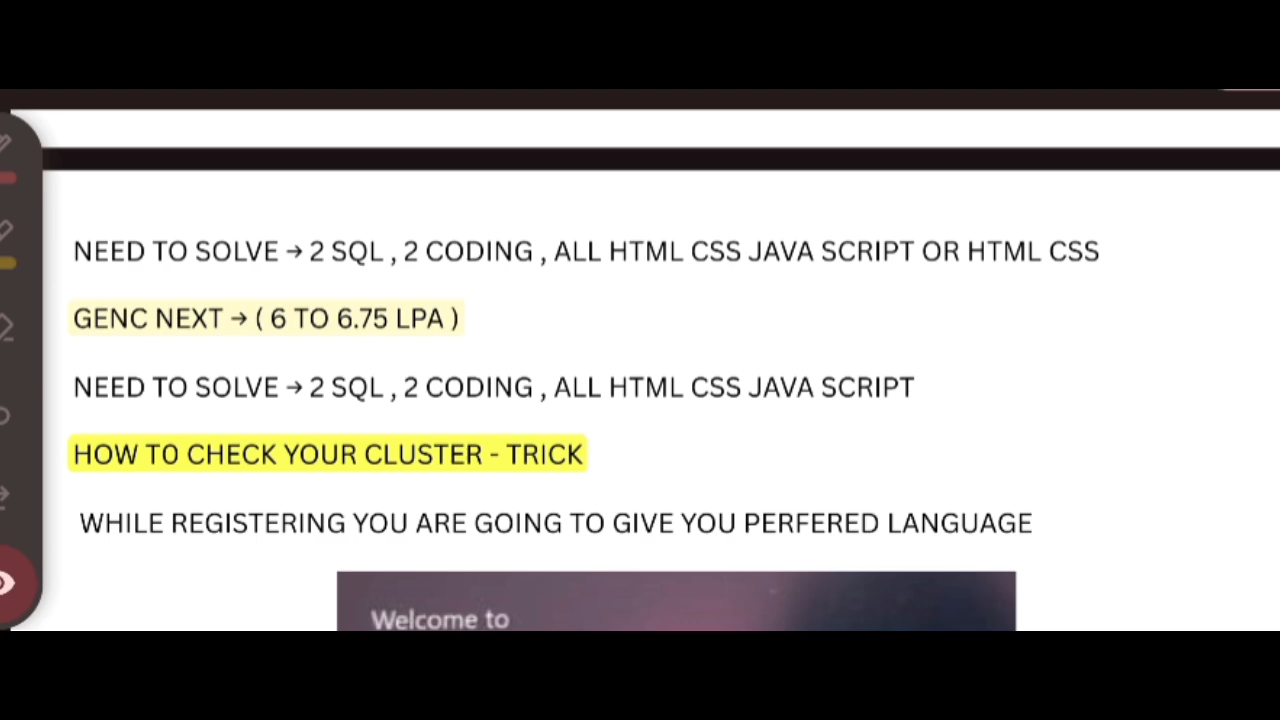 NEED TO SOLVE → 2 SQL , 2 CODING , ALL HTML CSS JAVA SCRIPT OR HTML CSS
GENC NEXT → ( 6 TO 6.75 LPA )
NEED TO SOLVE → 2 SQL , 2 CODING , ALL HTML CSS JAVA SCRIPT
HOW TO CHECK YOUR CLUSTER - TRICK
WHILE REGISTERING YOU ARE GOING TO GIVE YOU PERFERED LANGUAGE
Welcome to